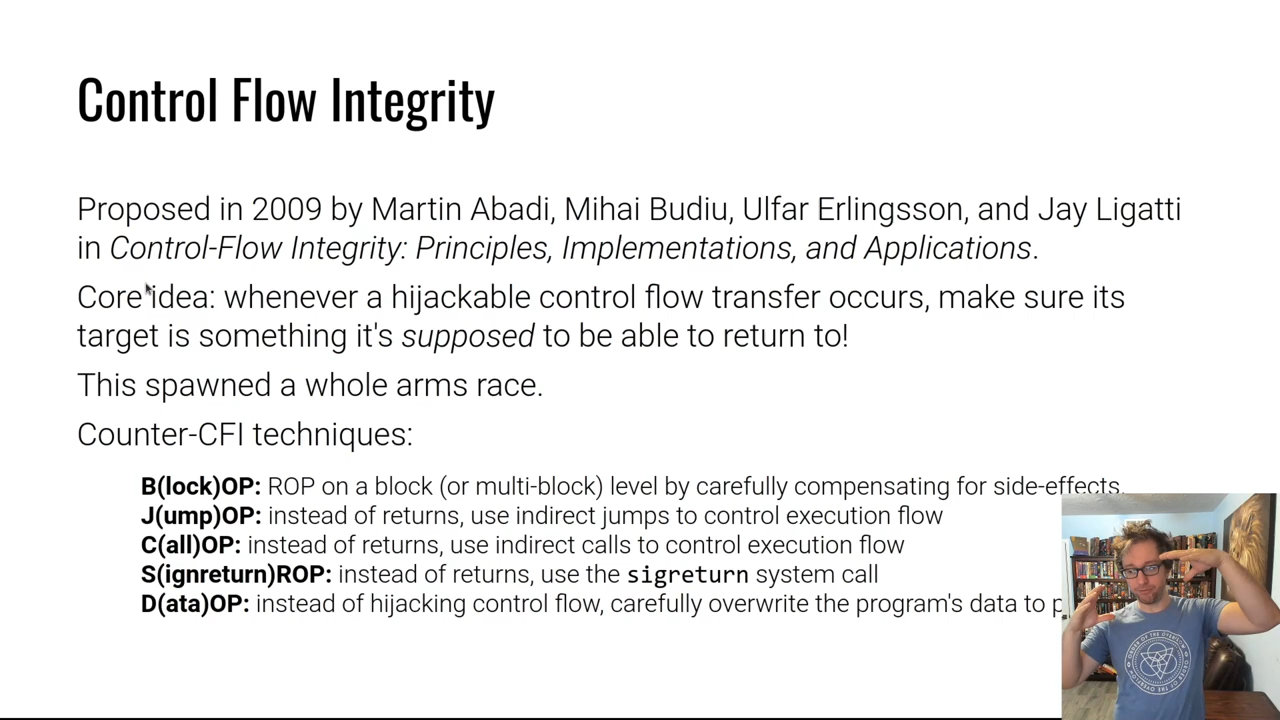 Control Flow Integrity
Proposed in 2009 by Martin Abadi, Mihai Budiu, Ulfar Erlingsson, and Jay Ligatti
in Control-Flow Integrity: Principles, Implementations, and Applications.
Core idea: whenever a hijackable control flow transfer occurs, make sure its
target is something it's supposed to be able to return to!
This spawned a whole arms race.
Counter-CFI techniques:
B(lock)OP: ROP on a block (or multi-block) level by carefully compensating for side-effects.
J(ump)OP: instead of returns, use indirect jumps to control execution flow
C(all)OP: instead of returns, use indirect calls to control execution flow
S(ignreturn)ROP: instead of returns, use the sigreturn system call
D(ata)OP: instead of hijacking control flow, carefully overwrite the program's data to
ORDER OF THE OVERFLOW